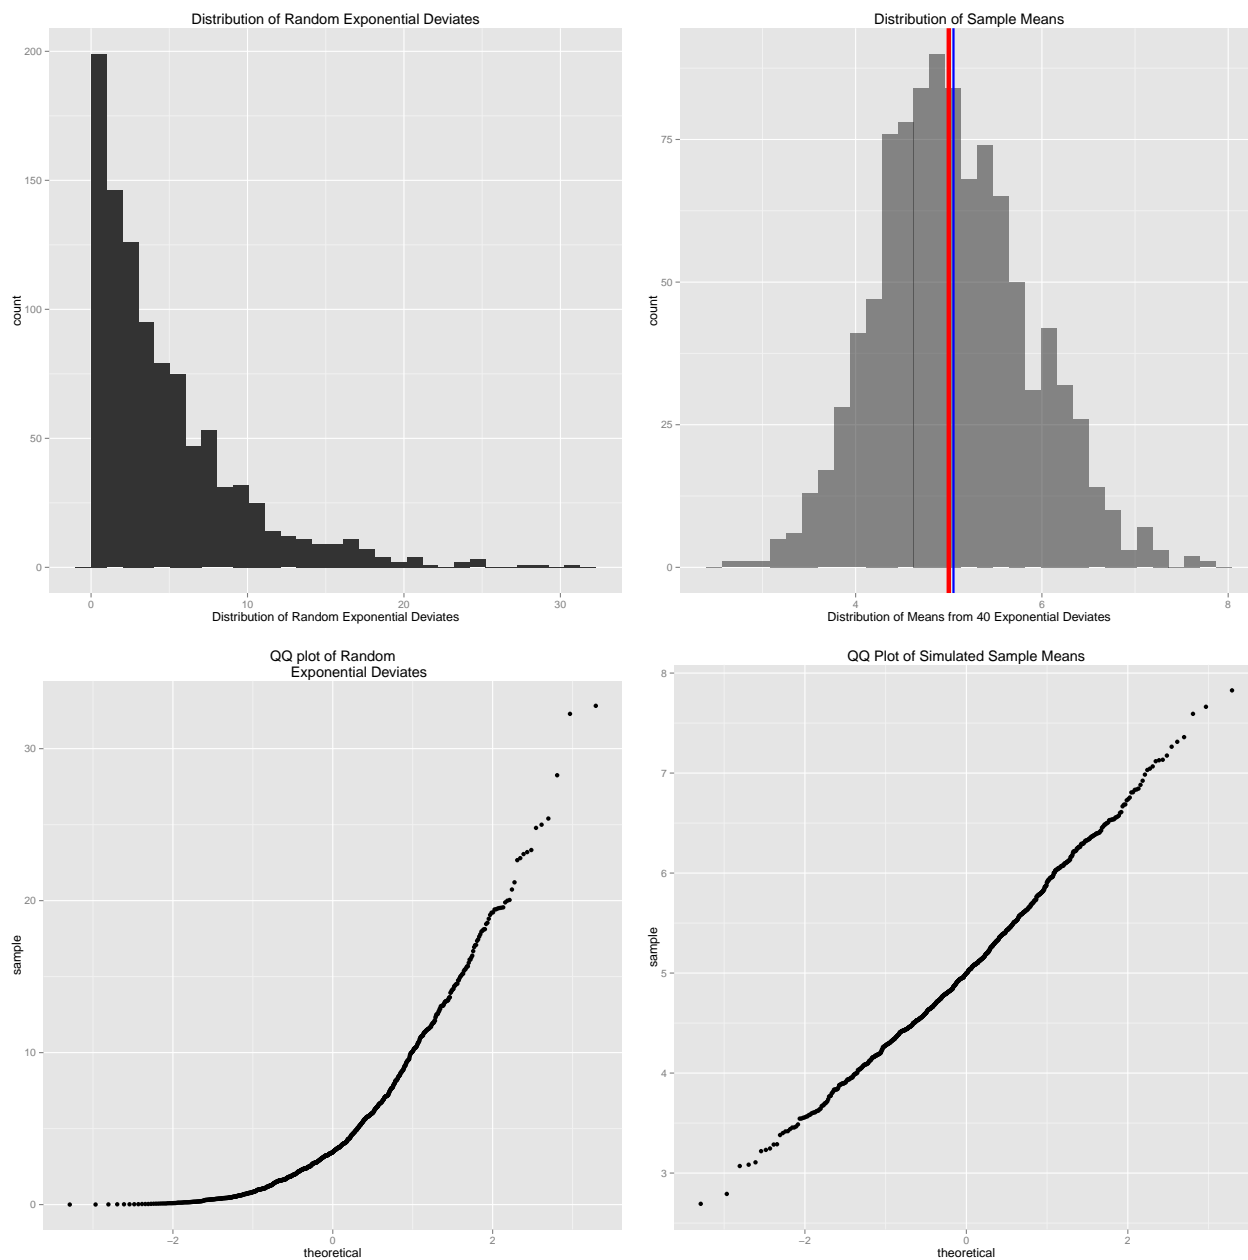 Distribution of Random Exponential Deviates
200
150
100
50
0
count
0 10 20 30
Distribution of Random Exponential Deviates
Distribution of Sample Means
75
50
25
0
count
4 6 8
Distribution of Means from 40 Exponential Deviates
QQ plot of Random
Exponential Deviates
30
20
10
0
sample
−2 0 2
theoretical
QQ Plot of Simulated Sample Means
8
7
6
5
4
3
sample
−2 0 2
theoretical